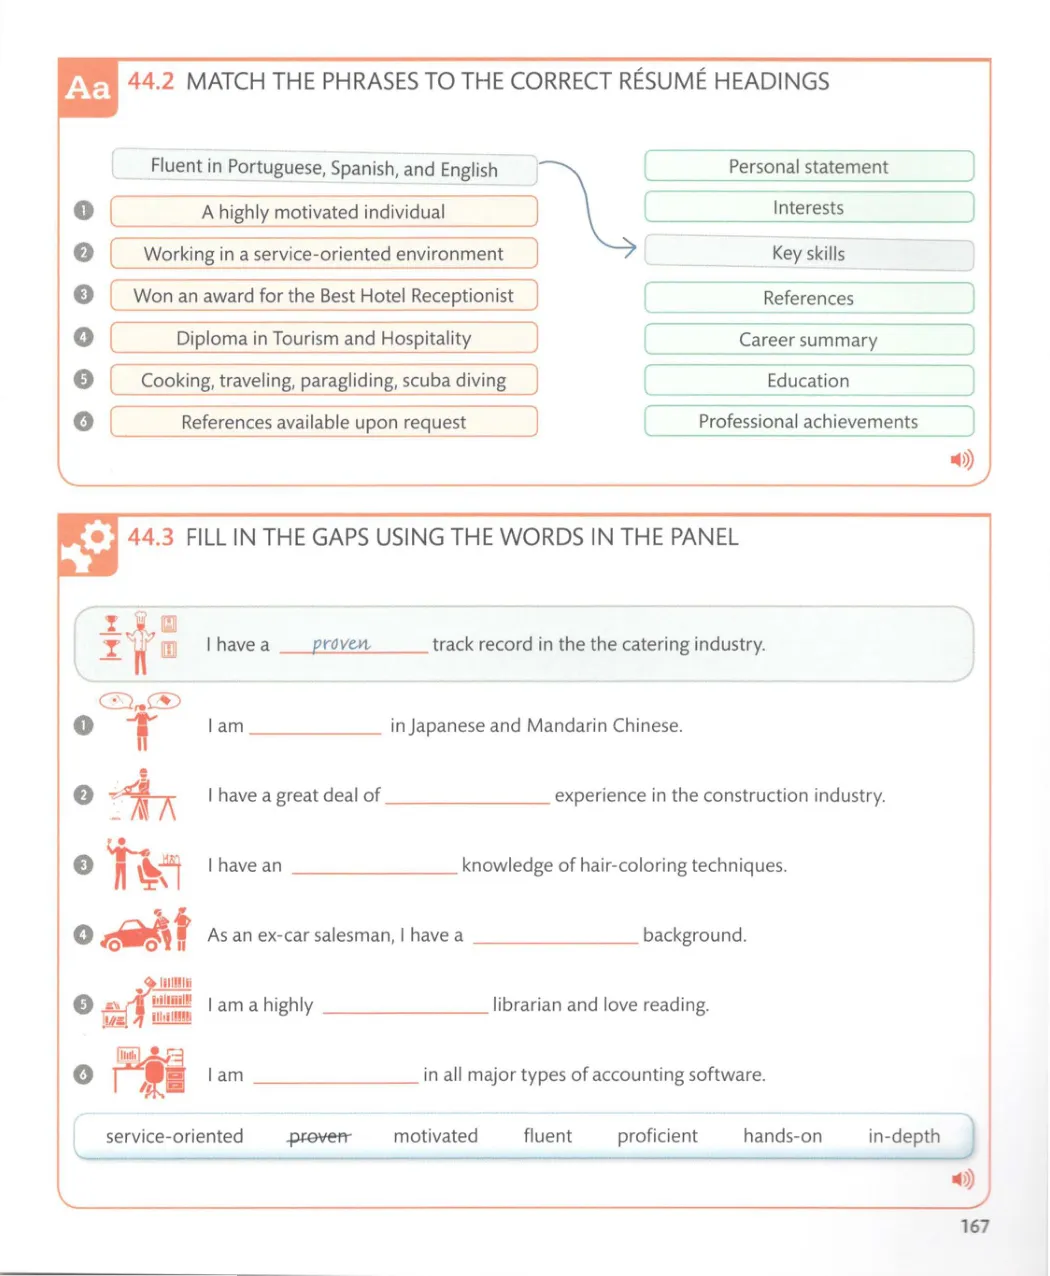 Aa 44.2 MATCH THE PHRASES TO THE CORRECT RÉSUMÉ HEADINGS
Fluent in Portuguese, Spanish, and English
1 A highly motivated individual
2 Working in a service-oriented environment
3 Won an award for the Best Hotel Receptionist
4 Diploma in Tourism and Hospitality
5 Cooking, traveling, paragliding, scuba diving
6 References available upon request
Personal statement
Interests
Key skills
References
Career summary
Education
Professional achievements
44.3 FILL IN THE GAPS USING THE WORDS IN THE PANEL
I have a proven track record in the the catering industry.
1 I am ____________ in Japanese and Mandarin Chinese.
2 I have a great deal of ____________ experience in the construction industry.
3 I have an ____________ knowledge of hair-coloring techniques.
4 As an ex-car salesman, I have a ____________ background.
5 I am a highly ____________ librarian and love reading.
6 I am ____________ in all major types of accounting software.
service-oriented proven motivated fluent proficient hands-on in-depth
167